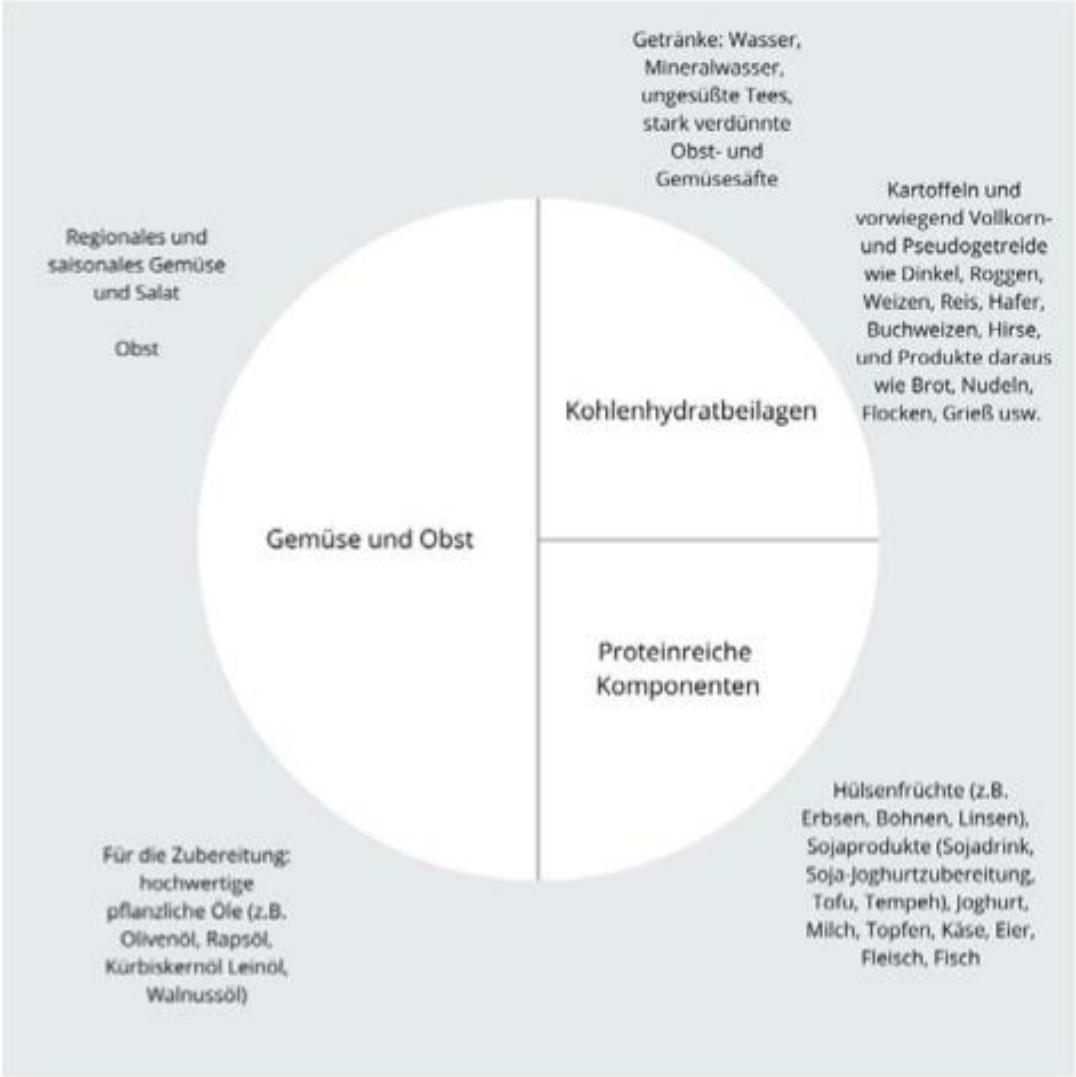 Getränke: Wasser,
Mineralwasser,
ungesüßte Tees,
stark verdünnte
Obst- und
Gemüsesäfte
Kartoffeln und
vorwiegend Vollkorn-
und Pseudogetreide
wie Dinkel, Roggen,
Weizen, Reis, Hafer,
Buchweizen, Hirse,
und Produkte daraus
wie Brot, Nudeln,
Flocken, Grieß usw.
Regionales und
saisonales Gemüse
und Salat
Obst
Kohlenhydratbeilagen
Gemüse und Obst
Proteinreiche
Komponenten
Hülsenfrüchte (z.B.
Erbsen, Bohnen, Linsen),
Sojaprodukte (Sojadrink,
Soja-Joghurtzubereitung,
Tofu, Tempeh), Joghurt,
Milch, Topfen, Käse, Eier,
Fleisch, Fisch
Für die Zubereitung:
hochwertige
pflanzliche Öle (z.B.
Olivenöl, Rapsöl,
Kürbiskernöl Leinöl,
Walnussöl)